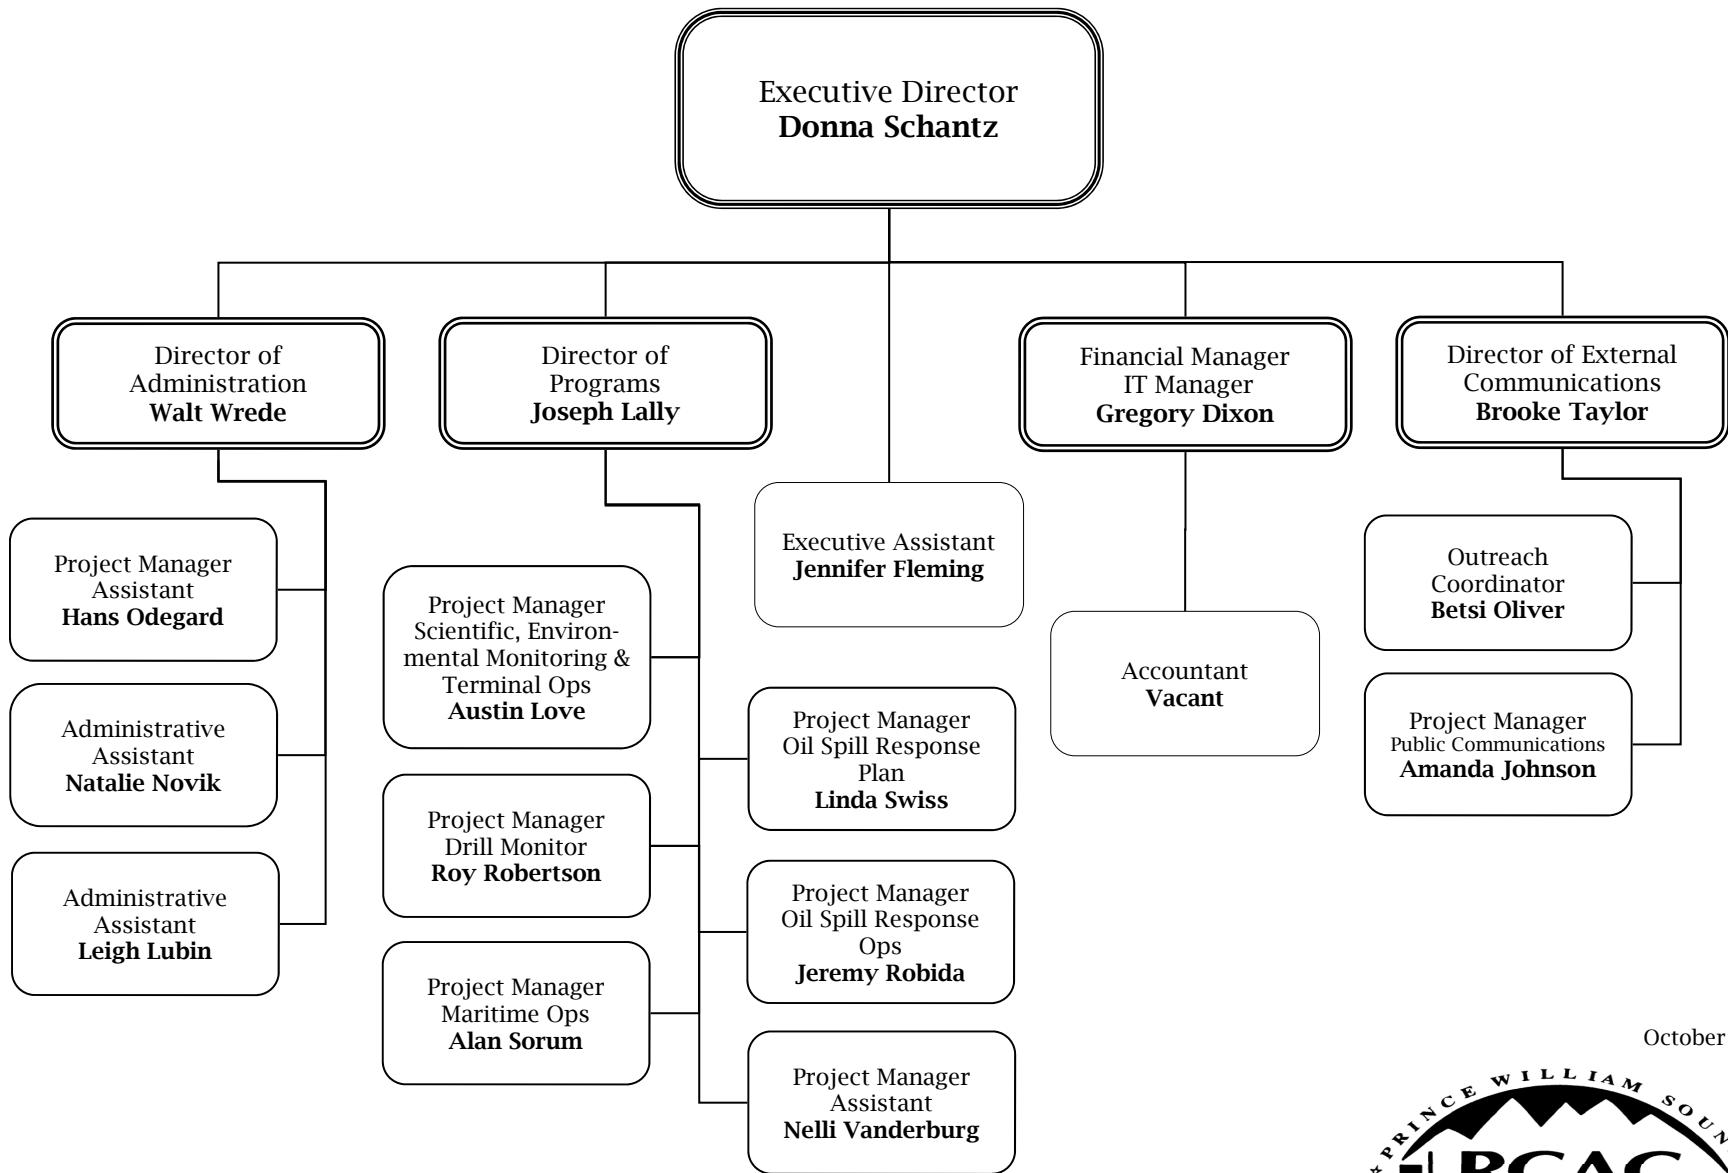 Executive Director
Donna Schantz
Director of
Administration
Walt Wrede
Director of
Programs
Joseph Lally
Financial Manager
IT Manager
Gregory Dixon
Director of External
Communications
Brooke Taylor
Project Manager
Assistant
Hans Odegard
Administrative
Assistant
Natalie Novik
Administrative
Assistant
Leigh Lubin
Project Manager
Scientific, Environ-
mental Monitoring &
Terminal Ops
Austin Love
Project Manager
Drill Monitor
Roy Robertson
Project Manager
Maritime Ops
Alan Sorum
Project Manager
Oil Spill Response
Plan
Linda Swiss
Project Manager
Oil Spill Response
Ops
Jeremy Robida
Project Manager
Assistant
Nelli Vanderburg
Executive Assistant
Jennifer Fleming
Accountant
Vacant
Outreach
Coordinator
Betsi Oliver
Project Manager
Public Communications
Amanda Johnson
October
PRINCE WILLIAM SOUN
RCAC